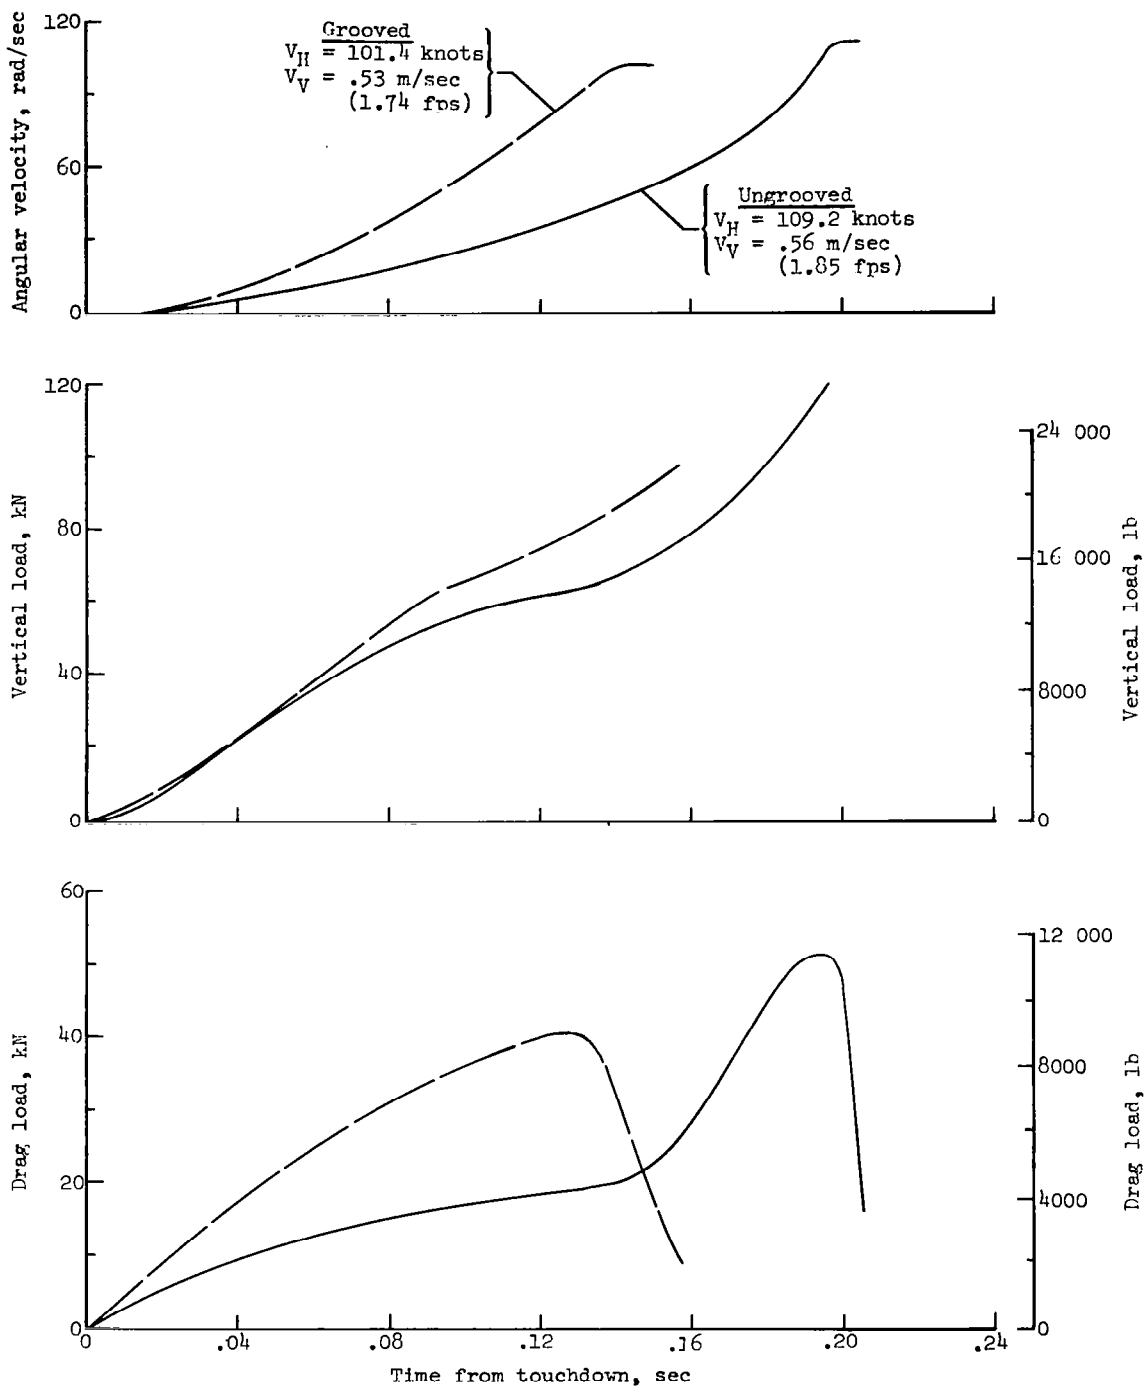 Angular velocity, rad/sec
120
60
0
Grooved
V_H = 101.4 knots
V_V = .53 m/sec
(1.74 fps)
Ungrooved
V_H = 109.2 knots
V_V = .56 m/sec
(1.85 fps)
Vertical load, kN
120
80
40
0
24 000
16 000
8000
0
Vertical load, lb
Drag load, kN
60
40
20
0
12 000
8000
4000
0
Drag load, lb
0 .04 .08 .12 .16 .20 .24
Time from touchdown, sec